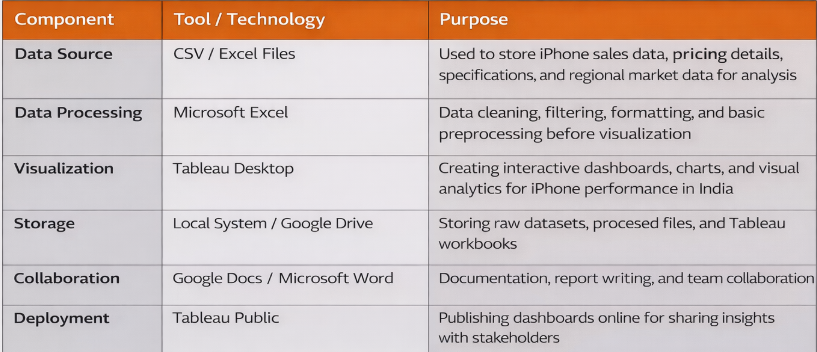 Component Tool / Technology Purpose
Data Source CSV / Excel Files Used to store iPhone sales data, pricing details,
specifications, and regional market data for analysis
Data Processing Microsoft Excel Data cleaning, filtering, formatting, and basic
preprocessing before visualization
Visualization Tableau Desktop Creating interactive dashboards, charts, and visual
analytics for iPhone performance in India
Storage Local System / Google Drive Storing raw datasets, procesed files, and Tableau
workbooks
Collaboration Google Docs / Microsoft Word Documentation, report writing, and team collaboration
Deployment Tableau Public Publishing dashboards online for sharing insights
with stakeholders